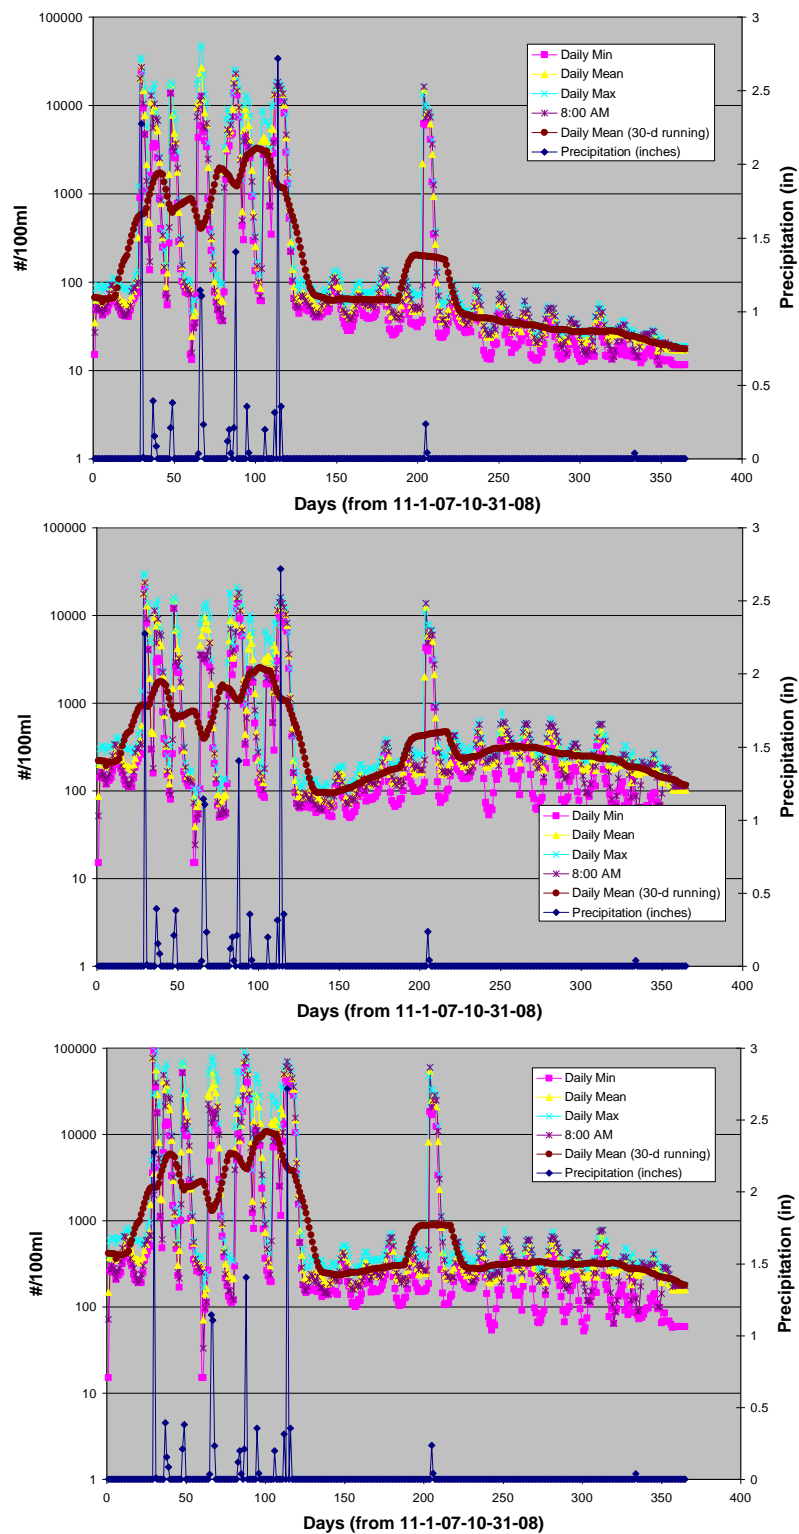 100000
10000
1000
100
10
1
#/100ml
3
2.5
2
1.5
1
0.5
0
Precipitation (in)
Daily Min
Daily Mean
Daily Max
8:00 AM
Daily Mean (30-d running)
Precipitation (inches)
0 50 100 150 200 250 300 350 400
Days (from 11-1-07-10-31-08)
100000
10000
1000
100
10
1
#/100ml
3
2.5
2
1.5
1
0.5
0
Precipitation (in)
Daily Min
Daily Mean
Daily Max
8:00 AM
Daily Mean (30-d running)
Precipitation (inches)
0 50 100 150 200 250 300 350 400
Days (from 11-1-07-10-31-08)
100000
10000
1000
100
10
1
#/100ml
3
2.5
2
1.5
1
0.5
0
Precipitation (in)
Daily Min
Daily Mean
Daily Max
8:00 AM
Daily Mean (30-d running)
Precipitation (inches)
0 50 100 150 200 250 300 350 400
Days (from 11-1-07-10-31-08)